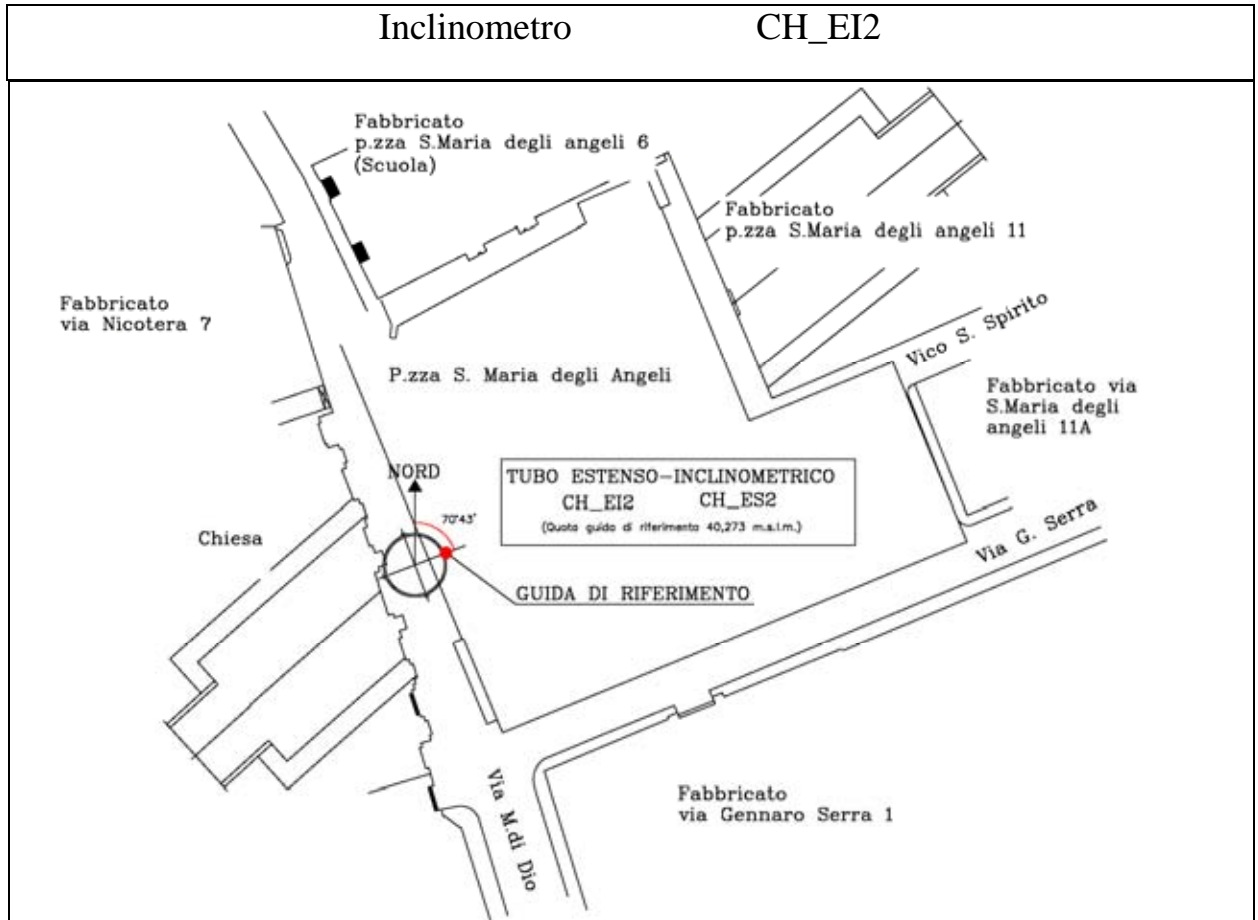 Inclinometro CH_EI2
Fabbricato
p.zza S.Maria degli angeli 6
(Scuola)
Fabbricato
p.zza S.Maria degli angeli 11
Fabbricato
via Nicotera 7
Vico S. Spirito
P.zza S. Maria degli Angeli
Fabbricato via
S.Maria degli
angeli 11A
NORD
70°43'
TUBO ESTENSO-INCLINOMETRICO
CH_EI2 CH_ES2
(Quota guida di riferimento 40,273 m.s.l.m.)
Via G. Serra
Chiesa
GUIDA DI RIFERIMENTO
Via M.di Dio
Fabbricato
via Gennaro Serra 1